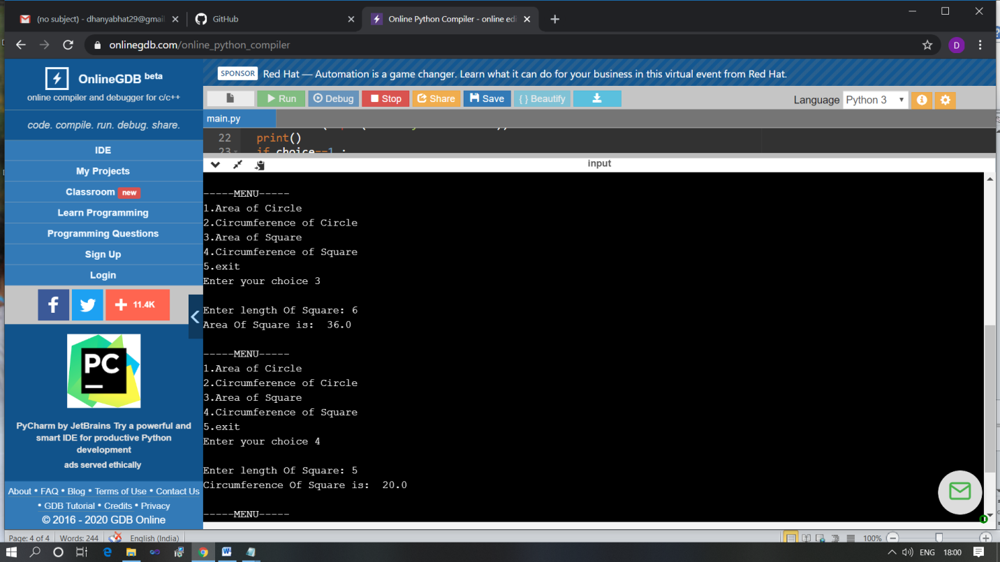 (no subject) - dhanyabhat29@gmail
GitHub
Online Python Compiler - online edi
onlinegdb.com/online_python_compiler
D
OnlineGDB beta
online compiler and debugger for c/c++
code. compile. run. debug. share.
IDE
My Projects
Classroom new
Learn Programming
Programming Questions
Sign Up
Login
11.4K
PC
PyCharm by JetBrains Try a powerful and
smart IDE for productive Python
development
ads served ethically
About • FAQ • Blog • Terms of Use • Contact Us
• GDB Tutorial • Credits • Privacy
© 2016 - 2020 GDB Online
SPONSOR Red Hat — Automation is a game changer. Learn what it can do for your business in this virtual event from Red Hat.
Run Debug Stop Share Save { } Beautify Language Python 3
main.py
22 print()
23 if choice==1 :
input
-----MENU-----
1.Area of Circle
2.Circumference of Circle
3.Area of Square
4.Circumference of Square
5.exit
Enter your choice 3
Enter length Of Square: 6
Area Of Square is:  36.0
-----MENU-----
1.Area of Circle
2.Circumference of Circle
3.Area of Square
4.Circumference of Square
5.exit
Enter your choice 4
Enter length Of Square: 5
Circumference Of Square is:  20.0
-----MENU-----
Page: 4 of 4 Words: 244 English (India) 100%
ENG 18:00